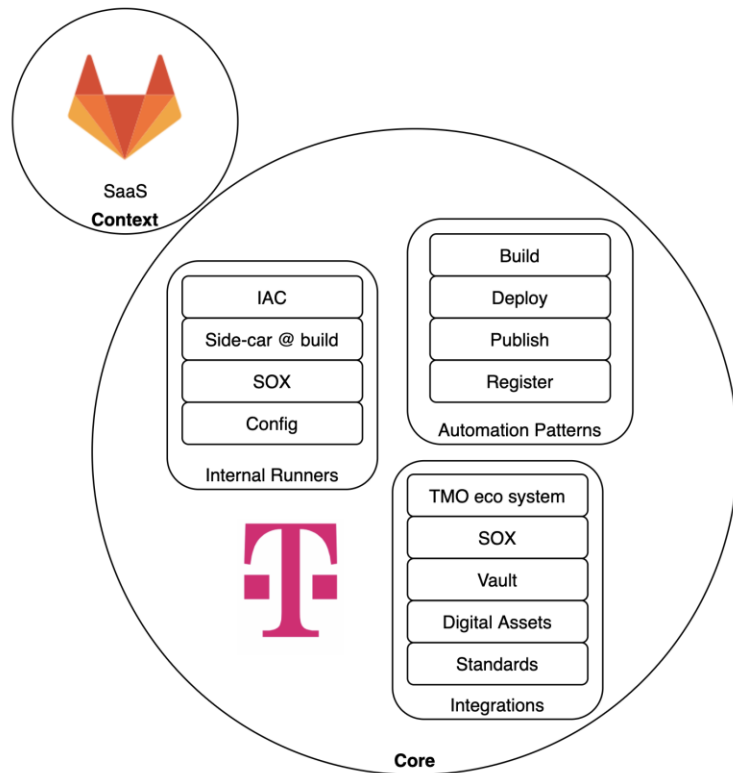 SaaS
Context
IAC
Side-car @ build
SOX
Config
Internal Runners
Build
Deploy
Publish
Register
Automation Patterns
TMO eco system
SOX
Vault
Digital Assets
Standards
Integrations
T
Core